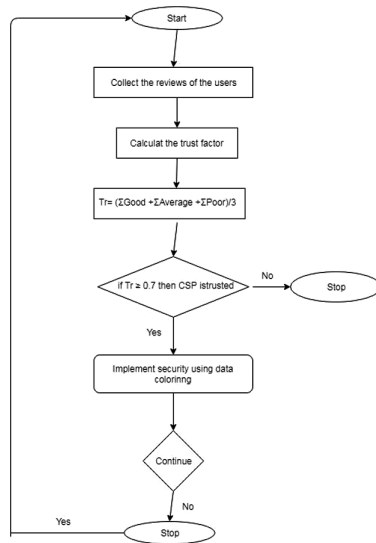 Start
Collect the reviews of the users
Calculat the trust factor
Tr= (ΣGood +ΣAverage +ΣPoor)/3
if Tr ≥ 0.7 then CSP istrusted
No
Stop
Yes
Implement security using data
colorinng
Continue
No
Yes
Stop